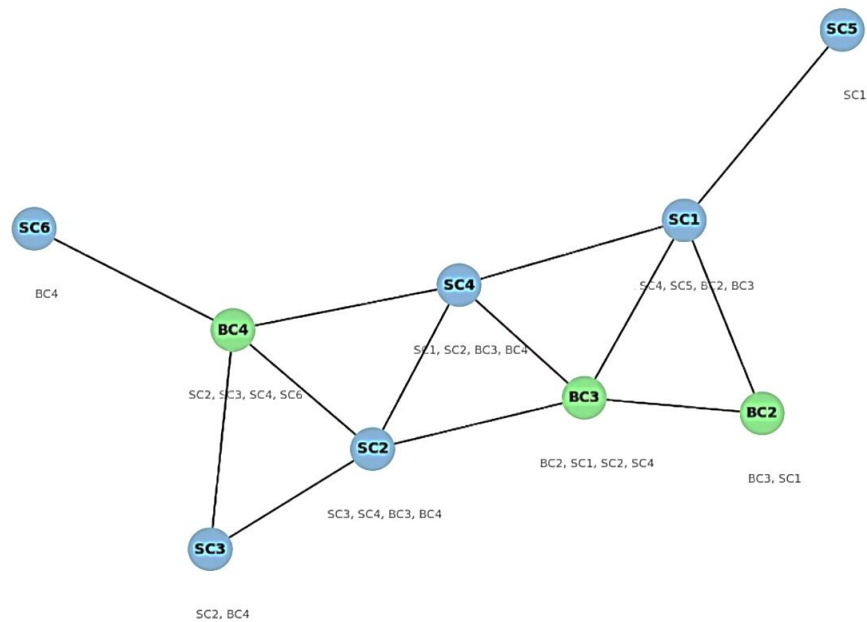 SC5
SC1
SC1
SC4, SC5, BC2, BC3
SC6
BC4
SC4
SC1, SC2, BC3, BC4
BC4
SC2, SC3, SC4, SC6
BC3
BC2, SC1, SC2, SC4
BC2
BC3, SC1
SC2
SC3, SC4, BC3, BC4
SC3
SC2, BC4